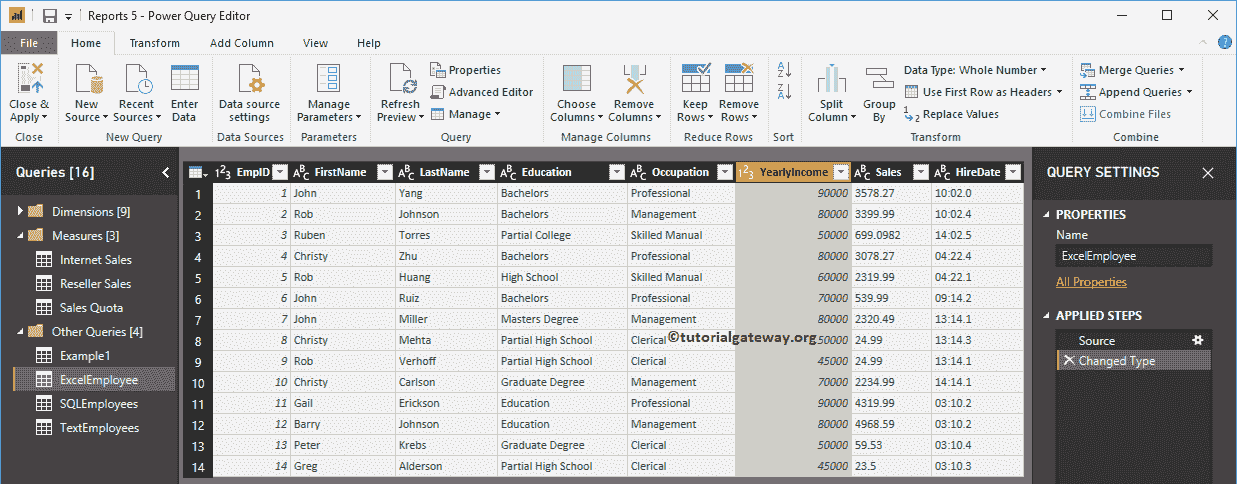 Reports 5 - Power Query Editor
File Home Transform Add Column View Help
Close & Apply
New Source
Recent Sources
Enter Data
Data source settings
Manage Parameters
Refresh Preview
Properties
Advanced Editor
Manage
Choose Columns
Remove Columns
Keep Rows
Remove Rows
A Z
Z A
Split Column
Group By
Data Type: Whole Number
Use First Row as Headers
1 2 Replace Values
Merge Queries
Append Queries
Combine Files
Close New Query Data Sources Parameters Query Manage Columns Reduce Rows Sort Transform Combine
Queries [16]
Dimensions [9]
Measures [3]
Internet Sales
Reseller Sales
Sales Quota
Other Queries [4]
Example1
ExcelEmployee
SQLEmployees
TextEmployees
123 EmpID ABC FirstName ABC LastName ABC Education ABC Occupation 123 YearlyIncome ABC Sales ABC HireDate
1 1 John Yang Bachelors Professional 90000 3578.27 10:02.0
2 2 Rob Johnson Bachelors Management 80000 3399.99 10:02.4
3 3 Ruben Torres Partial College Skilled Manual 50000 699.0982 14:02.5
4 4 Christy Zhu Bachelors Professional 80000 3078.27 04:22.4
5 5 Rob Huang High School Skilled Manual 60000 2319.99 04:22.1
6 6 John Ruiz Bachelors Professional 70000 539.99 09:14.2
7 7 John Miller Masters Degree Management 80000 2320.49 13:14.1
8 8 Christy Mehta Partial High School Clerical 50000 24.99 13:14.3
9 9 Rob Verhoff Partial High School Clerical 45000 24.99 13:14.1
10 10 Christy Carlson Graduate Degree Management 70000 2234.99 14:14.1
11 11 Gail Erickson Education Professional 90000 4319.99 03:10.2
12 12 Barry Johnson Education Management 80000 4968.59 03:10.2
13 13 Peter Krebs Graduate Degree Clerical 50000 59.53 03:10.4
14 14 Greg Alderson Partial High School Clerical 45000 23.5 03:10.3
©tutorialgateway.org
QUERY SETTINGS
PROPERTIES
Name
ExcelEmployee
All Properties
APPLIED STEPS
Source
Changed Type